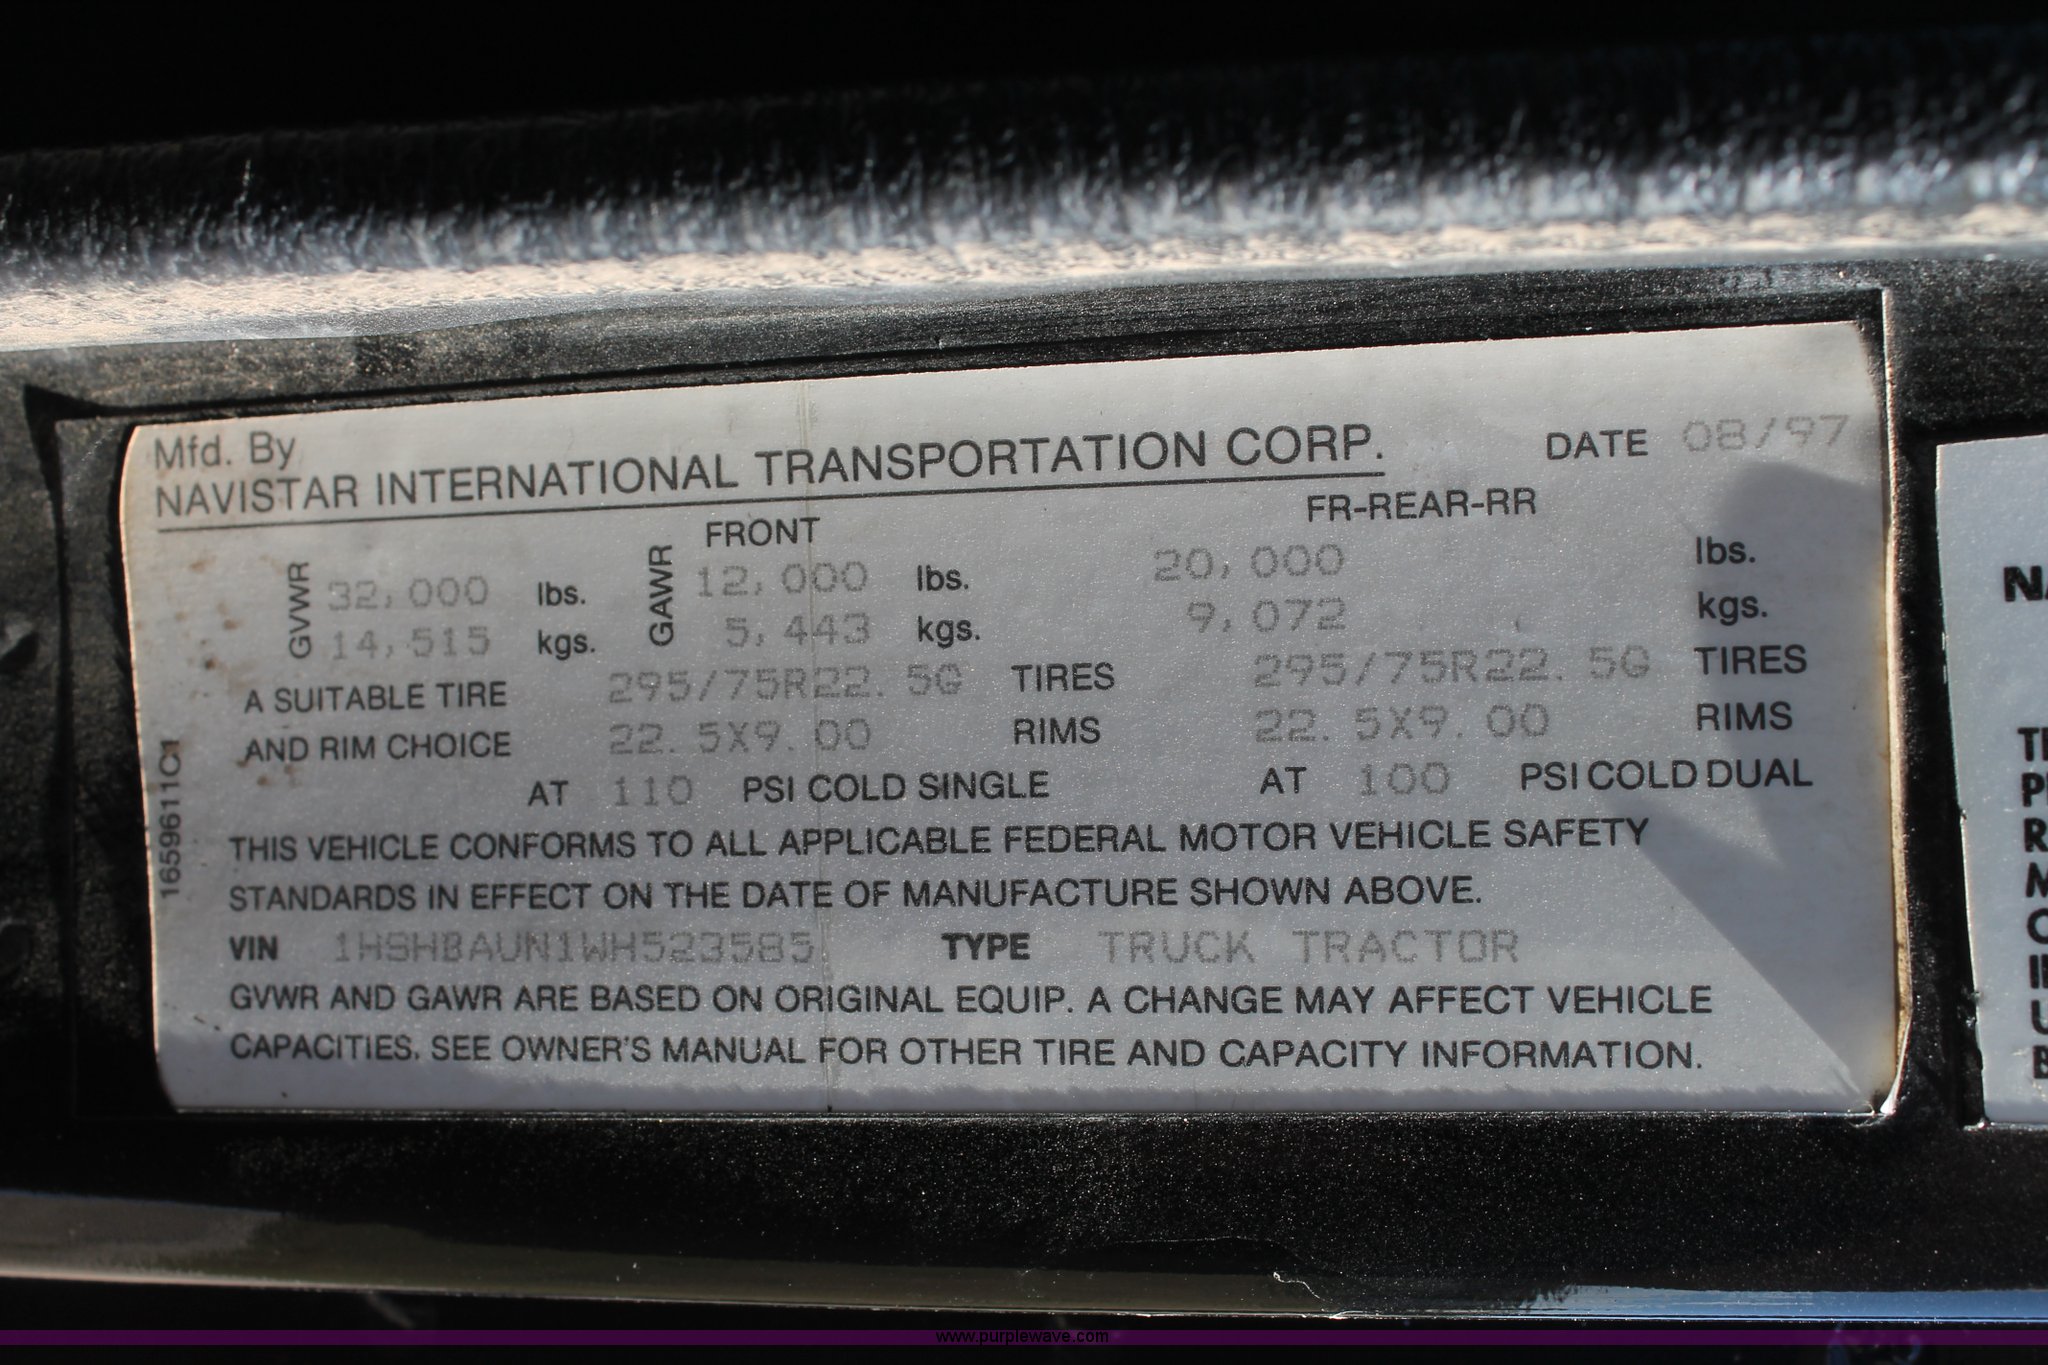 Mfd. By
NAVISTAR INTERNATIONAL TRANSPORTATION CORP. DATE 08/97
FRONT FR-REAR-RR
GVWR 32,000 lbs. GAWR 12,000 lbs. 20,000 lbs.
14,515 kgs. 5,443 kgs. 9,072 kgs.
A SUITABLE TIRE 295/75R22.5G TIRES 295/75R22.5G TIRES
AND RIM CHOICE 22.5X9.00 RIMS 22.5X9.00 RIMS
AT 110 PSI COLD SINGLE AT 100 PSI COLD DUAL
THIS VEHICLE CONFORMS TO ALL APPLICABLE FEDERAL MOTOR VEHICLE SAFETY
STANDARDS IN EFFECT ON THE DATE OF MANUFACTURE SHOWN ABOVE.
VIN 1HSHBAUN1WH523585 TYPE TRUCK TRACTOR
GVWR AND GAWR ARE BASED ON ORIGINAL EQUIP. A CHANGE MAY AFFECT VEHICLE
CAPACITIES. SEE OWNER'S MANUAL FOR OTHER TIRE AND CAPACITY INFORMATION.
1659611C1
www.purplewave.com